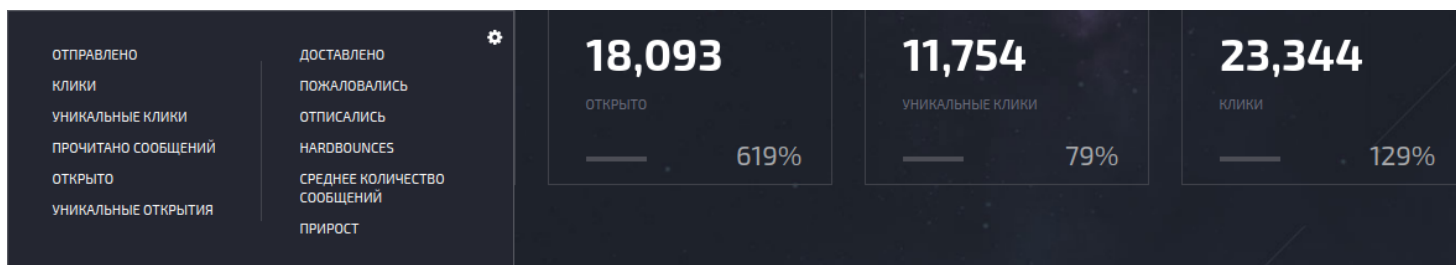 ОТПРАВЛЕНО
КЛИКИ
УНИКАЛЬНЫЕ КЛИКИ
ПРОЧИТАНО СООБЩЕНИЙ
ОТКРЫТО
УНИКАЛЬНЫЕ ОТКРЫТИЯ
ДОСТАВЛЕНО
ПОЖАЛОВАЛИСЬ
ОТПИСАЛИСЬ
HARDBOUNCES
СРЕДНЕЕ КОЛИЧЕСТВО
СООБЩЕНИЙ
ПРИРОСТ
18,093
ОТКРЫТО
619%
11,754
УНИКАЛЬНЫЕ КЛИКИ
79%
23,344
КЛИКИ
129%